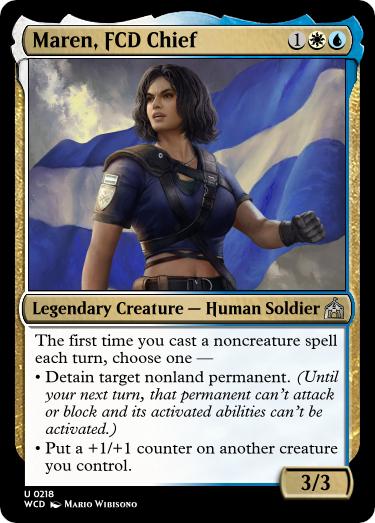 Maren, FCD Chief 1
Legendary Creature — Human Soldier
The first time you cast a noncreature spell
each turn, choose one —
• Detain target nonland permanent. (Until
your next turn, that permanent can't attack
or block and its activated abilities can't be
activated.)
• Put a +1/+1 counter on another creature
you control.
3/3
U 0218
WCD Mario Wibisono